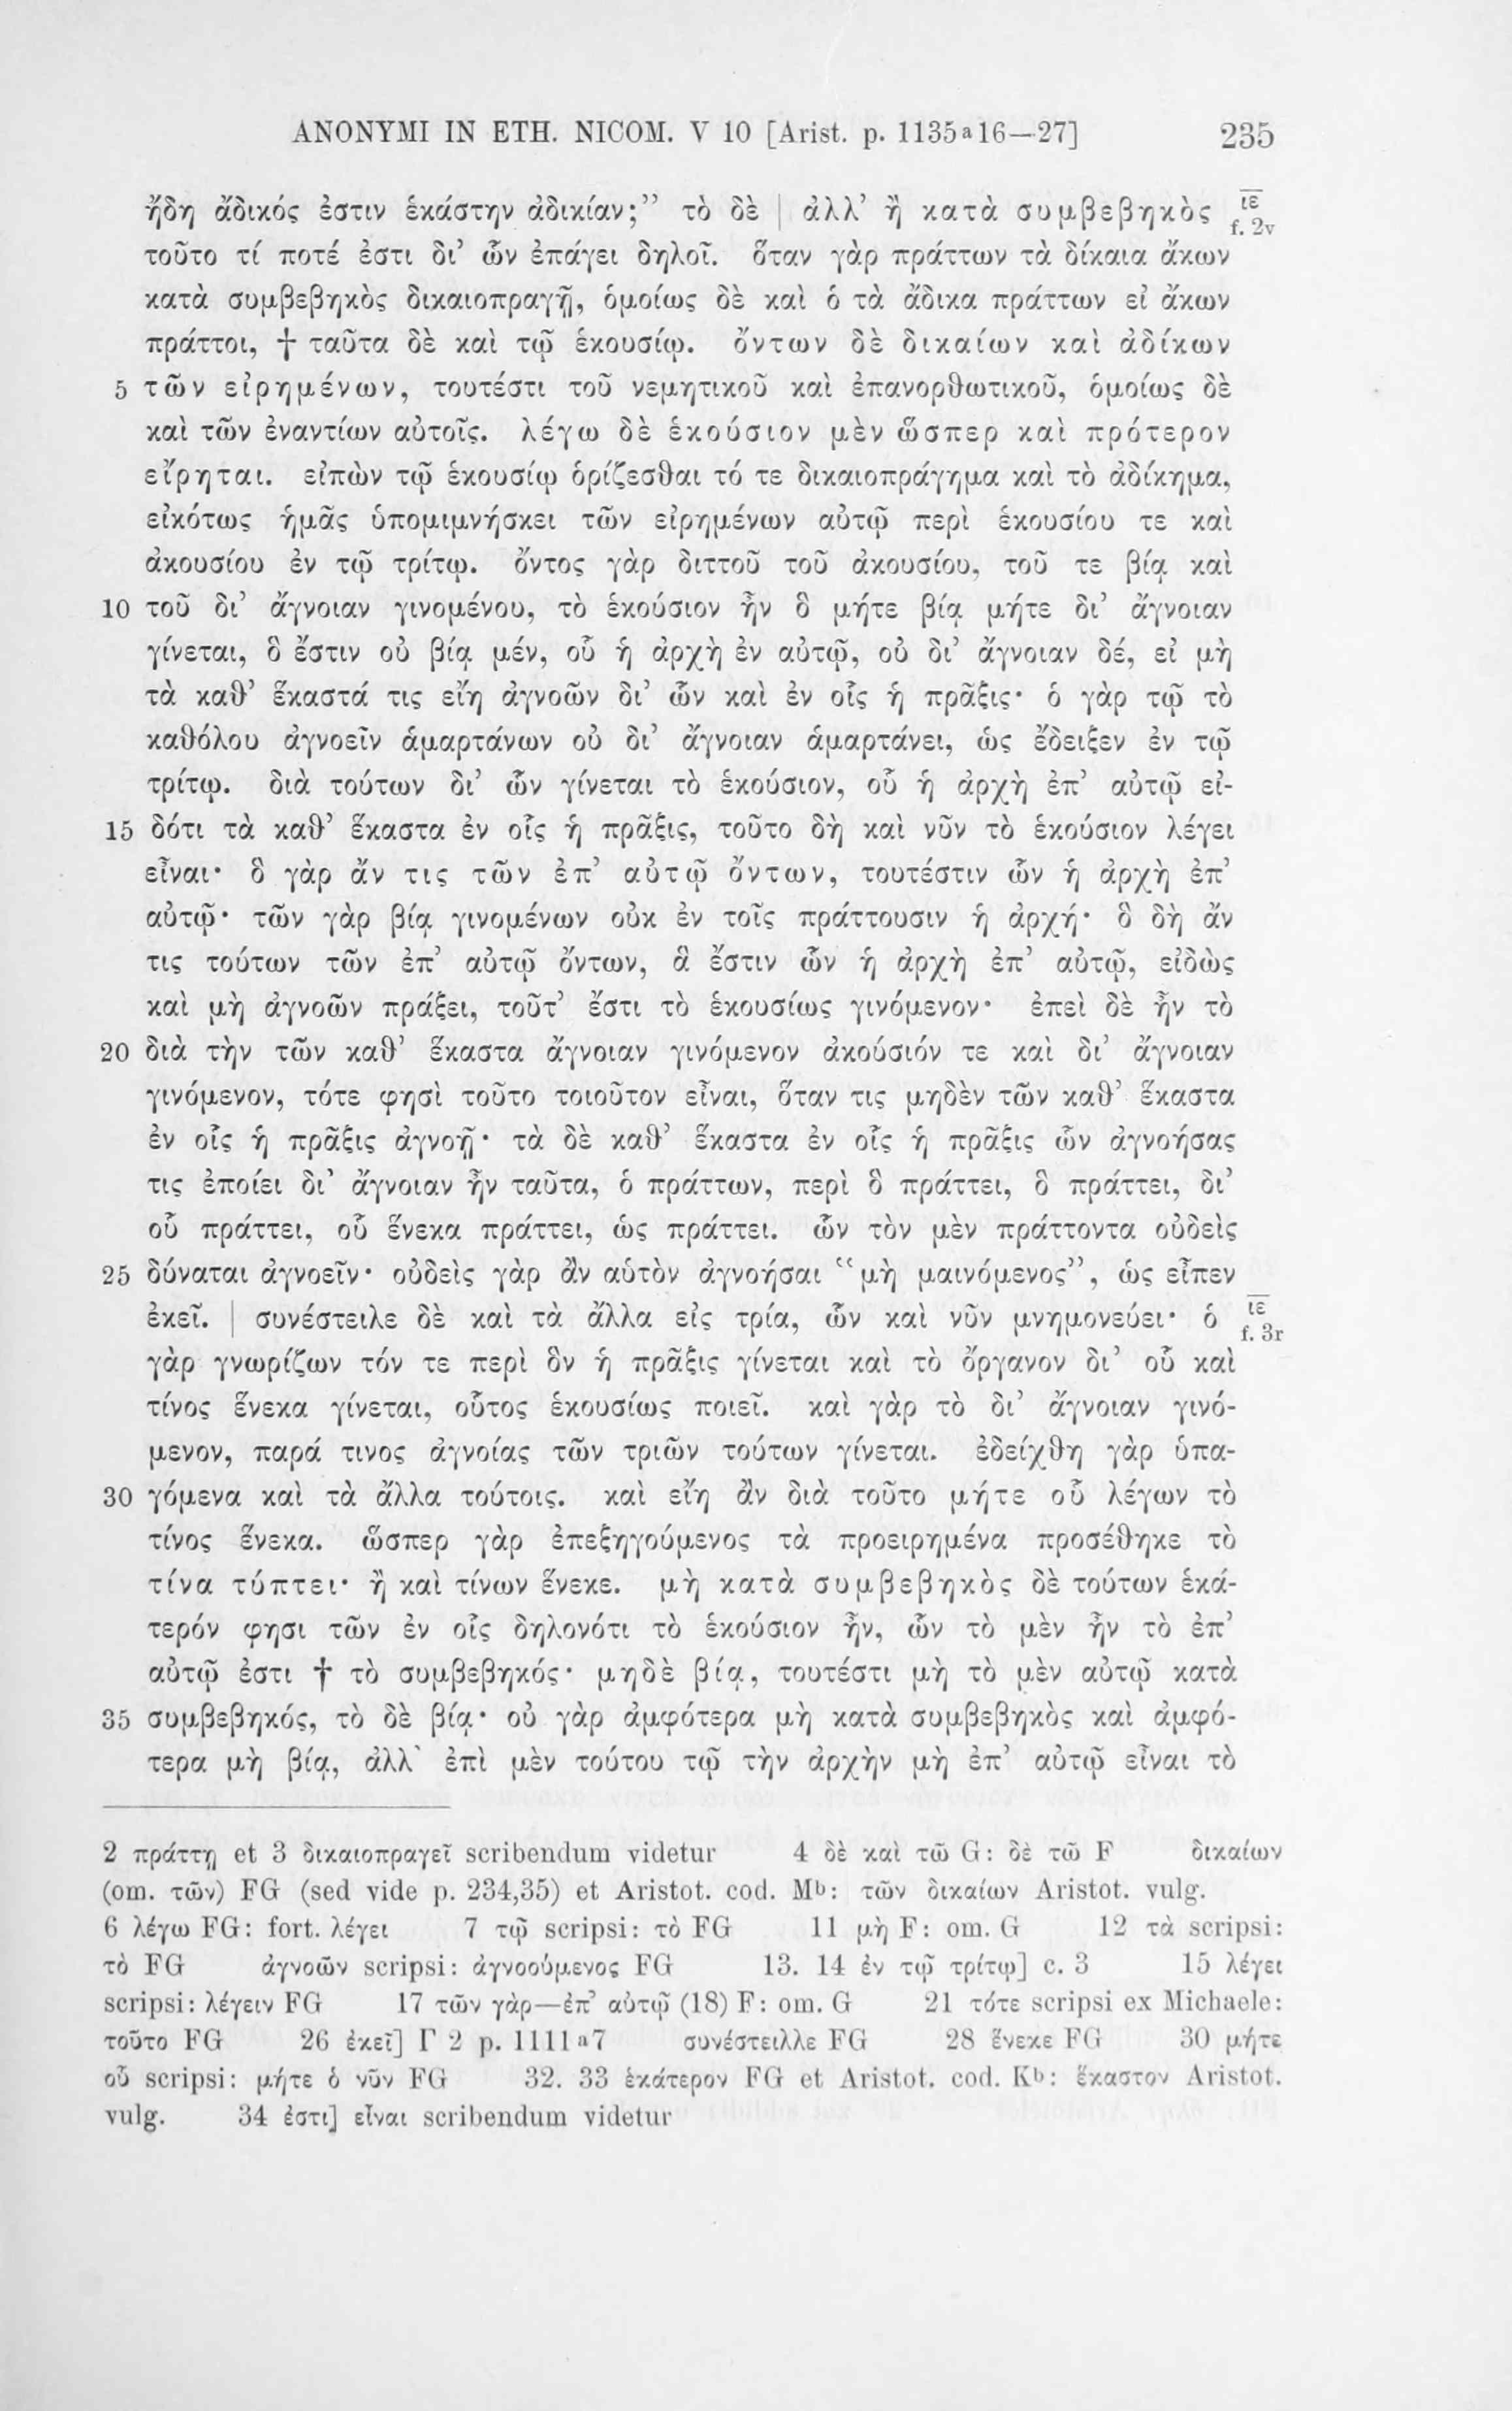 ANONYMI IN ETH. NICOM. V 10 [Arist. p. 1135ᵃ16—27] 235
ἤδη ἄδικός ἐστιν ἑκάστην ἀδικίαν;” τὸ δὲ | ἀλλ’ ἢ κατὰ συμβεβηκὸς ιε f. 2v
τοῦτο τί ποτέ ἐστι δι’ ὧν ἐπάγει δηλοῖ. ὅταν γὰρ πράττων τὰ δίκαια ἄκων
κατὰ συμβεβηκὸς δικαιοπραγῇ, ὁμοίως δὲ καὶ ὁ τὰ ἄδικα πράττων εἰ ἄκων
πράττοι, † ταῦτα δὲ καὶ τῷ ἑκουσίῳ. ὄντων δὲ δικαίων καὶ ἀδίκων
5 τῶν εἰρημένων, τουτέστι τοῦ νεμητικοῦ καὶ ἐπανορθωτικοῦ, ὁμοίως δὲ
καὶ τῶν ἐναντίων αὐτοῖς. λέγω δὲ ἑκούσιον μὲν ὥσπερ καὶ πρότερον
εἴρηται. εἰπὼν τῷ ἑκουσίῳ ὁρίζεσθαι τό τε δικαιοπράγημα καὶ τὸ ἀδίκημα,
εἰκότως ἡμᾶς ὑπομιμνήσκει τῶν εἰρημένων αὐτῷ περὶ ἑκουσίου τε καὶ
ἀκουσίου ἐν τῷ τρίτῳ. ὄντος γὰρ διττοῦ τοῦ ἀκουσίου, τοῦ τε βίᾳ καὶ
10 τοῦ δι’ ἄγνοιαν γινομένου, τὸ ἑκούσιον ἦν ὃ μήτε βίᾳ μήτε δι’ ἄγνοιαν
γίνεται, ὃ ἔστιν οὐ βίᾳ μέν, οὗ ἡ ἀρχὴ ἐν αὐτῷ, οὐ δι’ ἄγνοιαν δέ, εἰ μὴ
τὰ καθ’ ἕκαστά τις εἴη ἀγνοῶν δι’ ὧν καὶ ἐν οἷς ἡ πρᾶξις· ὁ γὰρ τῷ τὸ
καθόλου ἀγνοεῖν ἁμαρτάνων οὐ δι’ ἄγνοιαν ἁμαρτάνει, ὡς ἔδειξεν ἐν τῷ
τρίτῳ. διὰ τούτων δι’ ὧν γίνεται τὸ ἑκούσιον, οὗ ἡ ἀρχὴ ἐπ’ αὐτῷ εἰ-
15 δότι τὰ καθ’ ἕκαστα ἐν οἷς ἡ πρᾶξις, τοῦτο δὴ καὶ νῦν τὸ ἑκούσιον λέγει
εἶναι· ὃ γὰρ ἄν τις τῶν ἐπ’ αὐτῷ ὄντων, τουτέστιν ὧν ἡ ἀρχὴ ἐπ’
αὐτῷ· τῶν γὰρ βίᾳ γινομένων οὐκ ἐν τοῖς πράττουσιν ἡ ἀρχή· ὃ δὴ ἄν
τις τούτων τῶν ἐπ’ αὐτῷ ὄντων, ἅ ἔστιν ὧν ἡ ἀρχὴ ἐπ’ αὐτῷ, εἰδὼς
καὶ μὴ ἀγνοῶν πράξει, τοῦτ’ ἔστι τὸ ἑκουσίως γινόμενον· ἐπεὶ δὲ ἦν τὸ
20 διὰ τὴν τῶν καθ’ ἕκαστα ἄγνοιαν γινόμενον ἀκούσιόν τε καὶ δι’ ἄγνοιαν
γινόμενον, τότε φησὶ τοῦτο τοιοῦτον εἶναι, ὅταν τις μηδὲν τῶν καθ’ ἕκαστα
ἐν οἷς ἡ πρᾶξις ἀγνοῇ· τὰ δὲ καθ’ ἕκαστα ἐν οἷς ἡ πρᾶξις ὧν ἀγνοήσας
τις ἐποίει δι’ ἄγνοιαν ἦν ταῦτα, ὁ πράττων, περὶ ὃ πράττει, ὃ πράττει, δι’
οὗ πράττει, οὗ ἕνεκα πράττει, ὡς πράττει. ὧν τὸν μὲν πράττοντα οὐδεὶς
25 δύναται ἀγνοεῖν· οὐδεὶς γὰρ ἂν αὑτὸν ἀγνοήσαι “μὴ μαινόμενος”, ὡς εἶπεν
ἐκεῖ. | συνέστειλε δὲ καὶ τὰ ἄλλα εἰς τρία, ὧν καὶ νῦν μνημονεύει· ὁ ιε f. 3r
γὰρ γνωρίζων τόν τε περὶ ὃν ἡ πρᾶξις γίνεται καὶ τὸ ὄργανον δι’ οὗ καὶ
τίνος ἕνεκα γίνεται, οὗτος ἑκουσίως ποιεῖ. καὶ γὰρ τὸ δι’ ἄγνοιαν γινό-
μενον, παρά τινος ἀγνοίας τῶν τριῶν τούτων γίνεται. ἐδείχθη γὰρ ὑπα-
30 γόμενα καὶ τὰ ἄλλα τούτοις. καὶ εἴη ἂν διὰ τοῦτο μήτε οὗ λέγων τὸ
τίνος ἕνεκα. ὥσπερ γὰρ ἐπεξηγούμενος τὰ προειρημένα προσέθηκε τὸ
τίνα τύπτει· ἢ καὶ τίνων ἕνεκε. μὴ κατὰ συμβεβηκὸς δὲ τούτων ἑκά-
τερόν φησι τῶν ἐν οἷς δηλονότι τὸ ἑκούσιον ἦν, ὧν τὸ μὲν ἦν τὸ ἐπ’
αὐτῷ ἐστι † τὸ συμβεβηκός· μηδὲ βίᾳ, τουτέστι μὴ τὸ μὲν αὐτῷ κατὰ
35 συμβεβηκός, τὸ δὲ βίᾳ· οὐ γὰρ ἀμφότερα μὴ κατὰ συμβεβηκὸς καὶ ἀμφό-
τερα μὴ βίᾳ, ἀλλ` ἐπὶ μὲν τούτου τῷ τὴν ἀρχὴν μὴ ἐπ’ αὐτῷ εἶναι τὸ
2 πράττῃ et 3 δικαιοπραγεῖ scribendum videtur 4 δὲ καὶ τῶ G: δὲ τῶ F δικαίων
(om. τῶν) FG (sed vide p. 234,35) et Aristot. cod. Mᵇ: τῶν δικαίων Aristot. vulg.
6 λέγω FG: fort. λέγει 7 τῷ scripsi: τὸ FG 11 μὴ F: om. G 12 τὰ scripsi:
τὸ FG ἀγνοῶν scripsi: ἀγνοούμενος FG 13. 14 ἐν τῷ τρίτῳ] c. 3 15 λέγει
scripsi: λέγειν FG 17 τῶν γὰρ—ἐπ’ αὐτῷ (18) F: om. G 21 τότε scripsi ex Michaele:
τοῦτο FG 26 ἐκεῖ] Γ 2 p. 1111ᵃ7 συνέστειλλε FG 28 ἕνεκε FG 30 μήτε
οὗ scripsi: μήτε ὁ νῦν FG 32. 33 ἑκάτερον FG et Aristot. cod. Kᵇ: ἕκαστον Aristot.
vulg. 34 ἐστι] εἶναι scribendum videtur